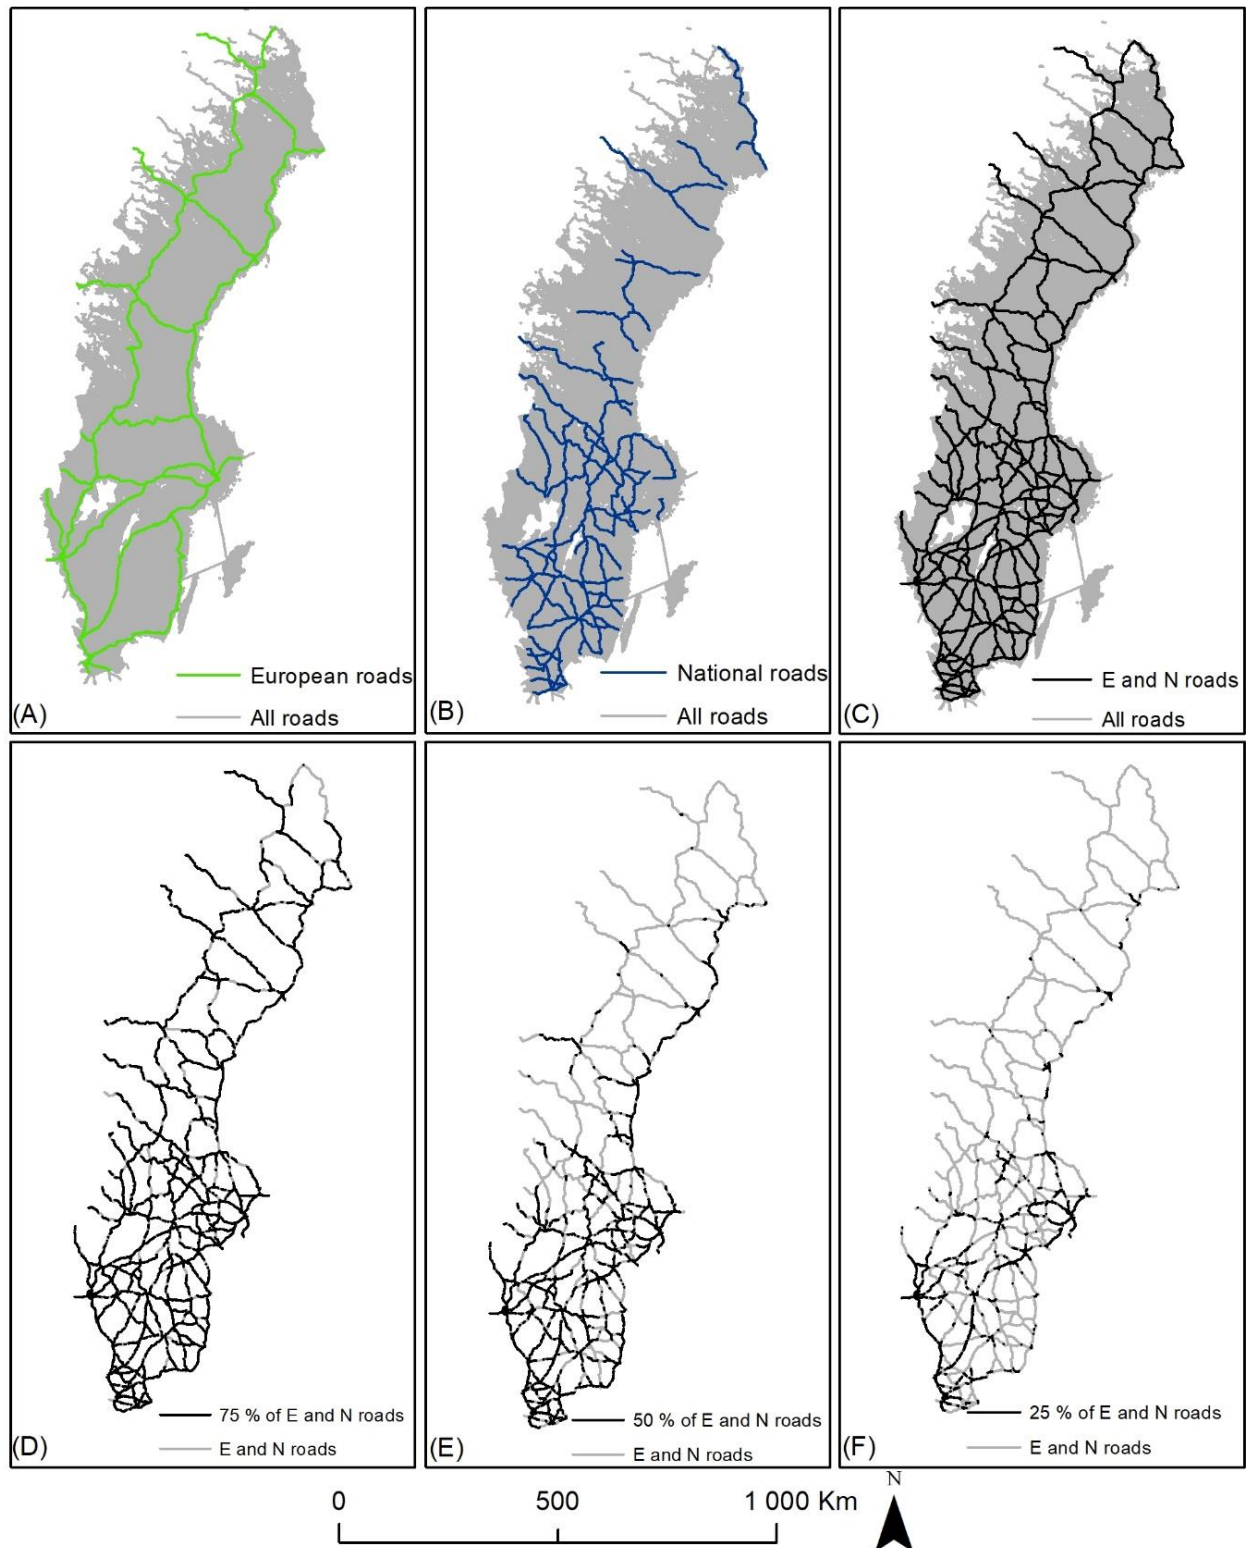 European roads
All roads
(A)
National roads
All roads
(B)
E and N roads
All roads
(C)
75 % of E and N roads
E and N roads
(D)
50 % of E and N roads
E and N roads
(E)
25 % of E and N roads
E and N roads
(F)
0 500 1 000 Km
N